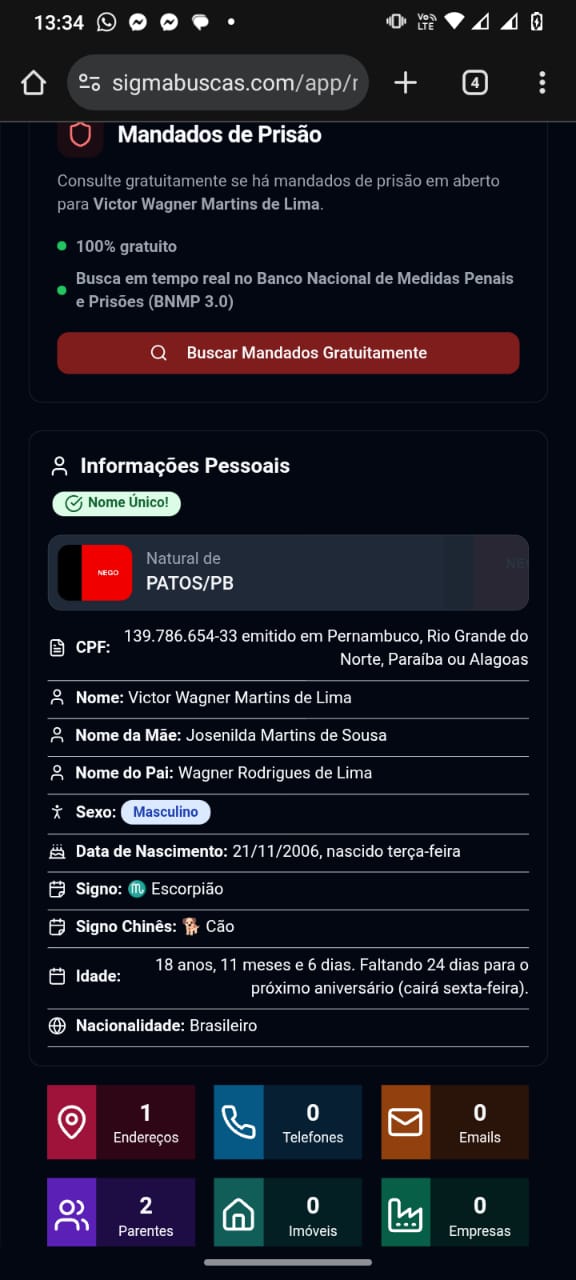 13:34
Vo)) LTE
sigmabuscas.com/app/r
4
Mandados de Prisão
Consulte gratuitamente se há mandados de prisão em aberto
para Victor Wagner Martins de Lima.
100% gratuito
Busca em tempo real no Banco Nacional de Medidas Penais
e Prisões (BNMP 3.0)
Buscar Mandados Gratuitamente
Informações Pessoais
Nome Único!
NEGO
Natural de
PATOS/PB
CPF: 139.786.654-33 emitido em Pernambuco, Rio Grande do
Norte, Paraíba ou Alagoas
Nome: Victor Wagner Martins de Lima
Nome da Mãe: Josenilda Martins de Sousa
Nome do Pai: Wagner Rodrigues de Lima
Sexo: Masculino
Data de Nascimento: 21/11/2006, nascido terça-feira
Signo: ♏ Escorpião
Signo Chinês: 🐕 Cão
Idade: 18 anos, 11 meses e 6 dias. Faltando 24 dias para o
próximo aniversário (cairá sexta-feira).
Nacionalidade: Brasileiro
1
Endereços
0
Telefones
0
Emails
2
Parentes
0
Imóveis
0
Empresas